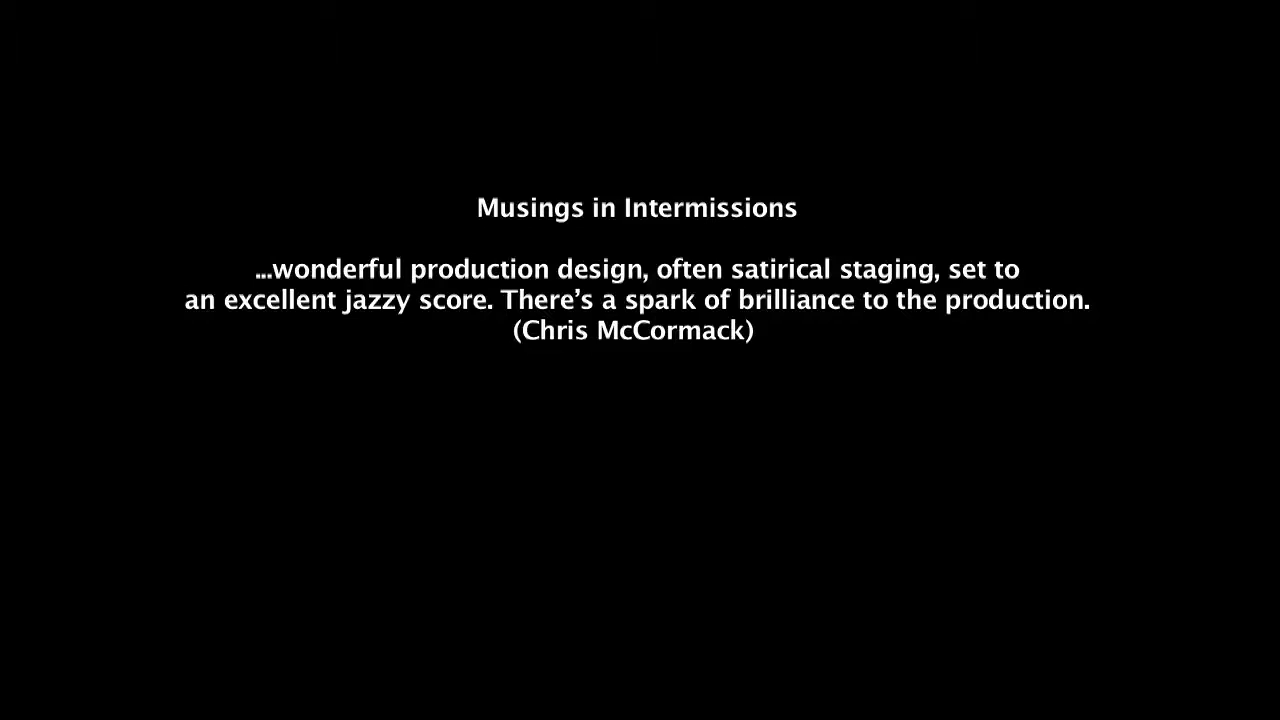 Musings in Intermissions
...wonderful production design, often satirical staging, set to
an excellent jazzy score. There’s a spark of brilliance to the production.
(Chris McCormack)